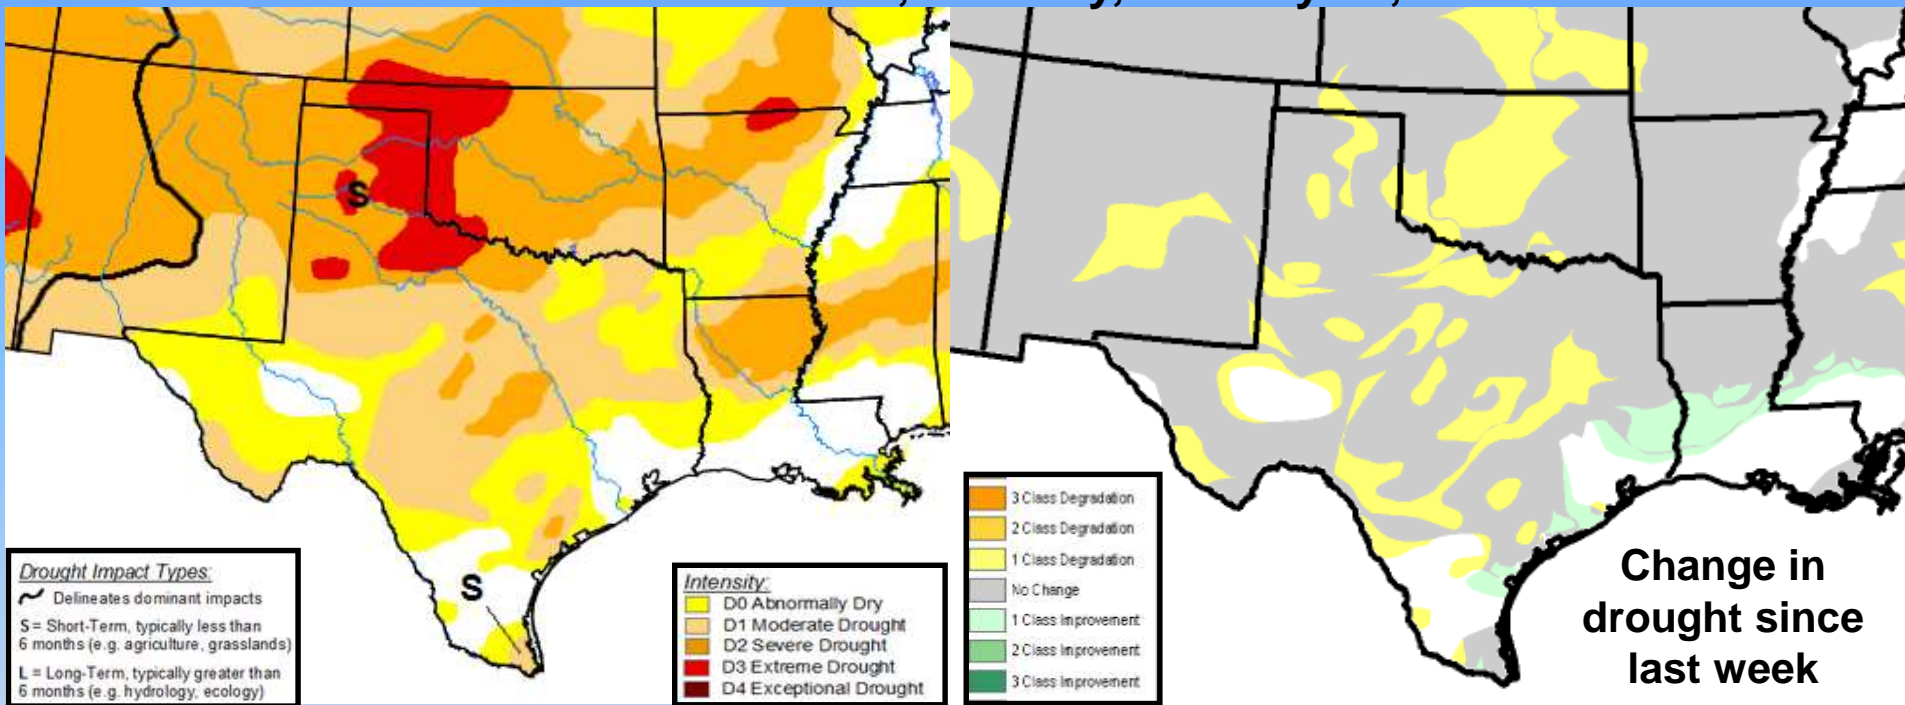 S
S
Drought Impact Types:
Delineates dominant impacts
S = Short-Term, typically less than
6 months (e.g. agriculture, grasslands)
L = Long-Term, typically greater than
6 months (e.g. hydrology, ecology)
Intensity:
D0 Abnormally Dry
D1 Moderate Drought
D2 Severe Drought
D3 Extreme Drought
D4 Exceptional Drought
3 Class Degradation
2 Class Degradation
1 Class Degradation
No Change
1 Class Improvement
2 Class Improvement
3 Class Improvement
Change in
drought since
last week